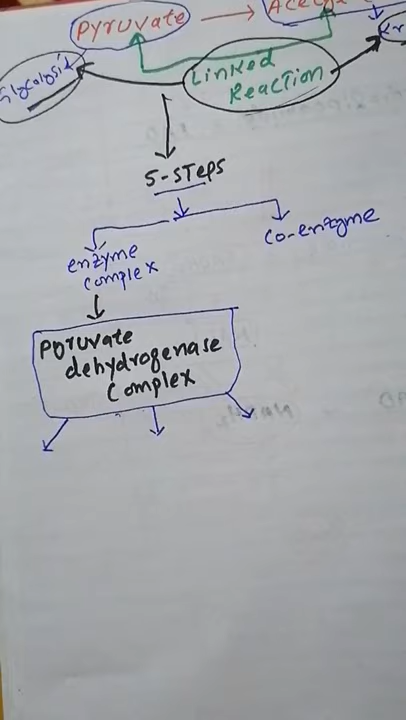 Pyruvate
Glycolysis
Linked
Reaction
5-steps
enzyme
complex
co-enzyme
pyruvate
dehydrogenase
complex